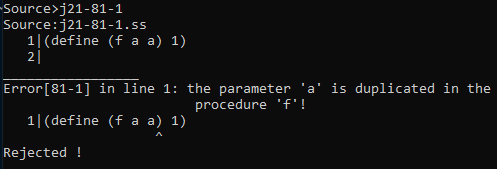 Source>j21-81-1
Source:j21-81-1.ss
   1|(define (f a a) 1)
   2|
_________________
Error[81-1] in line 1: the parameter 'a' is duplicated in the
                        procedure 'f'!
   1|(define (f a a) 1)
                   ^
Rejected !